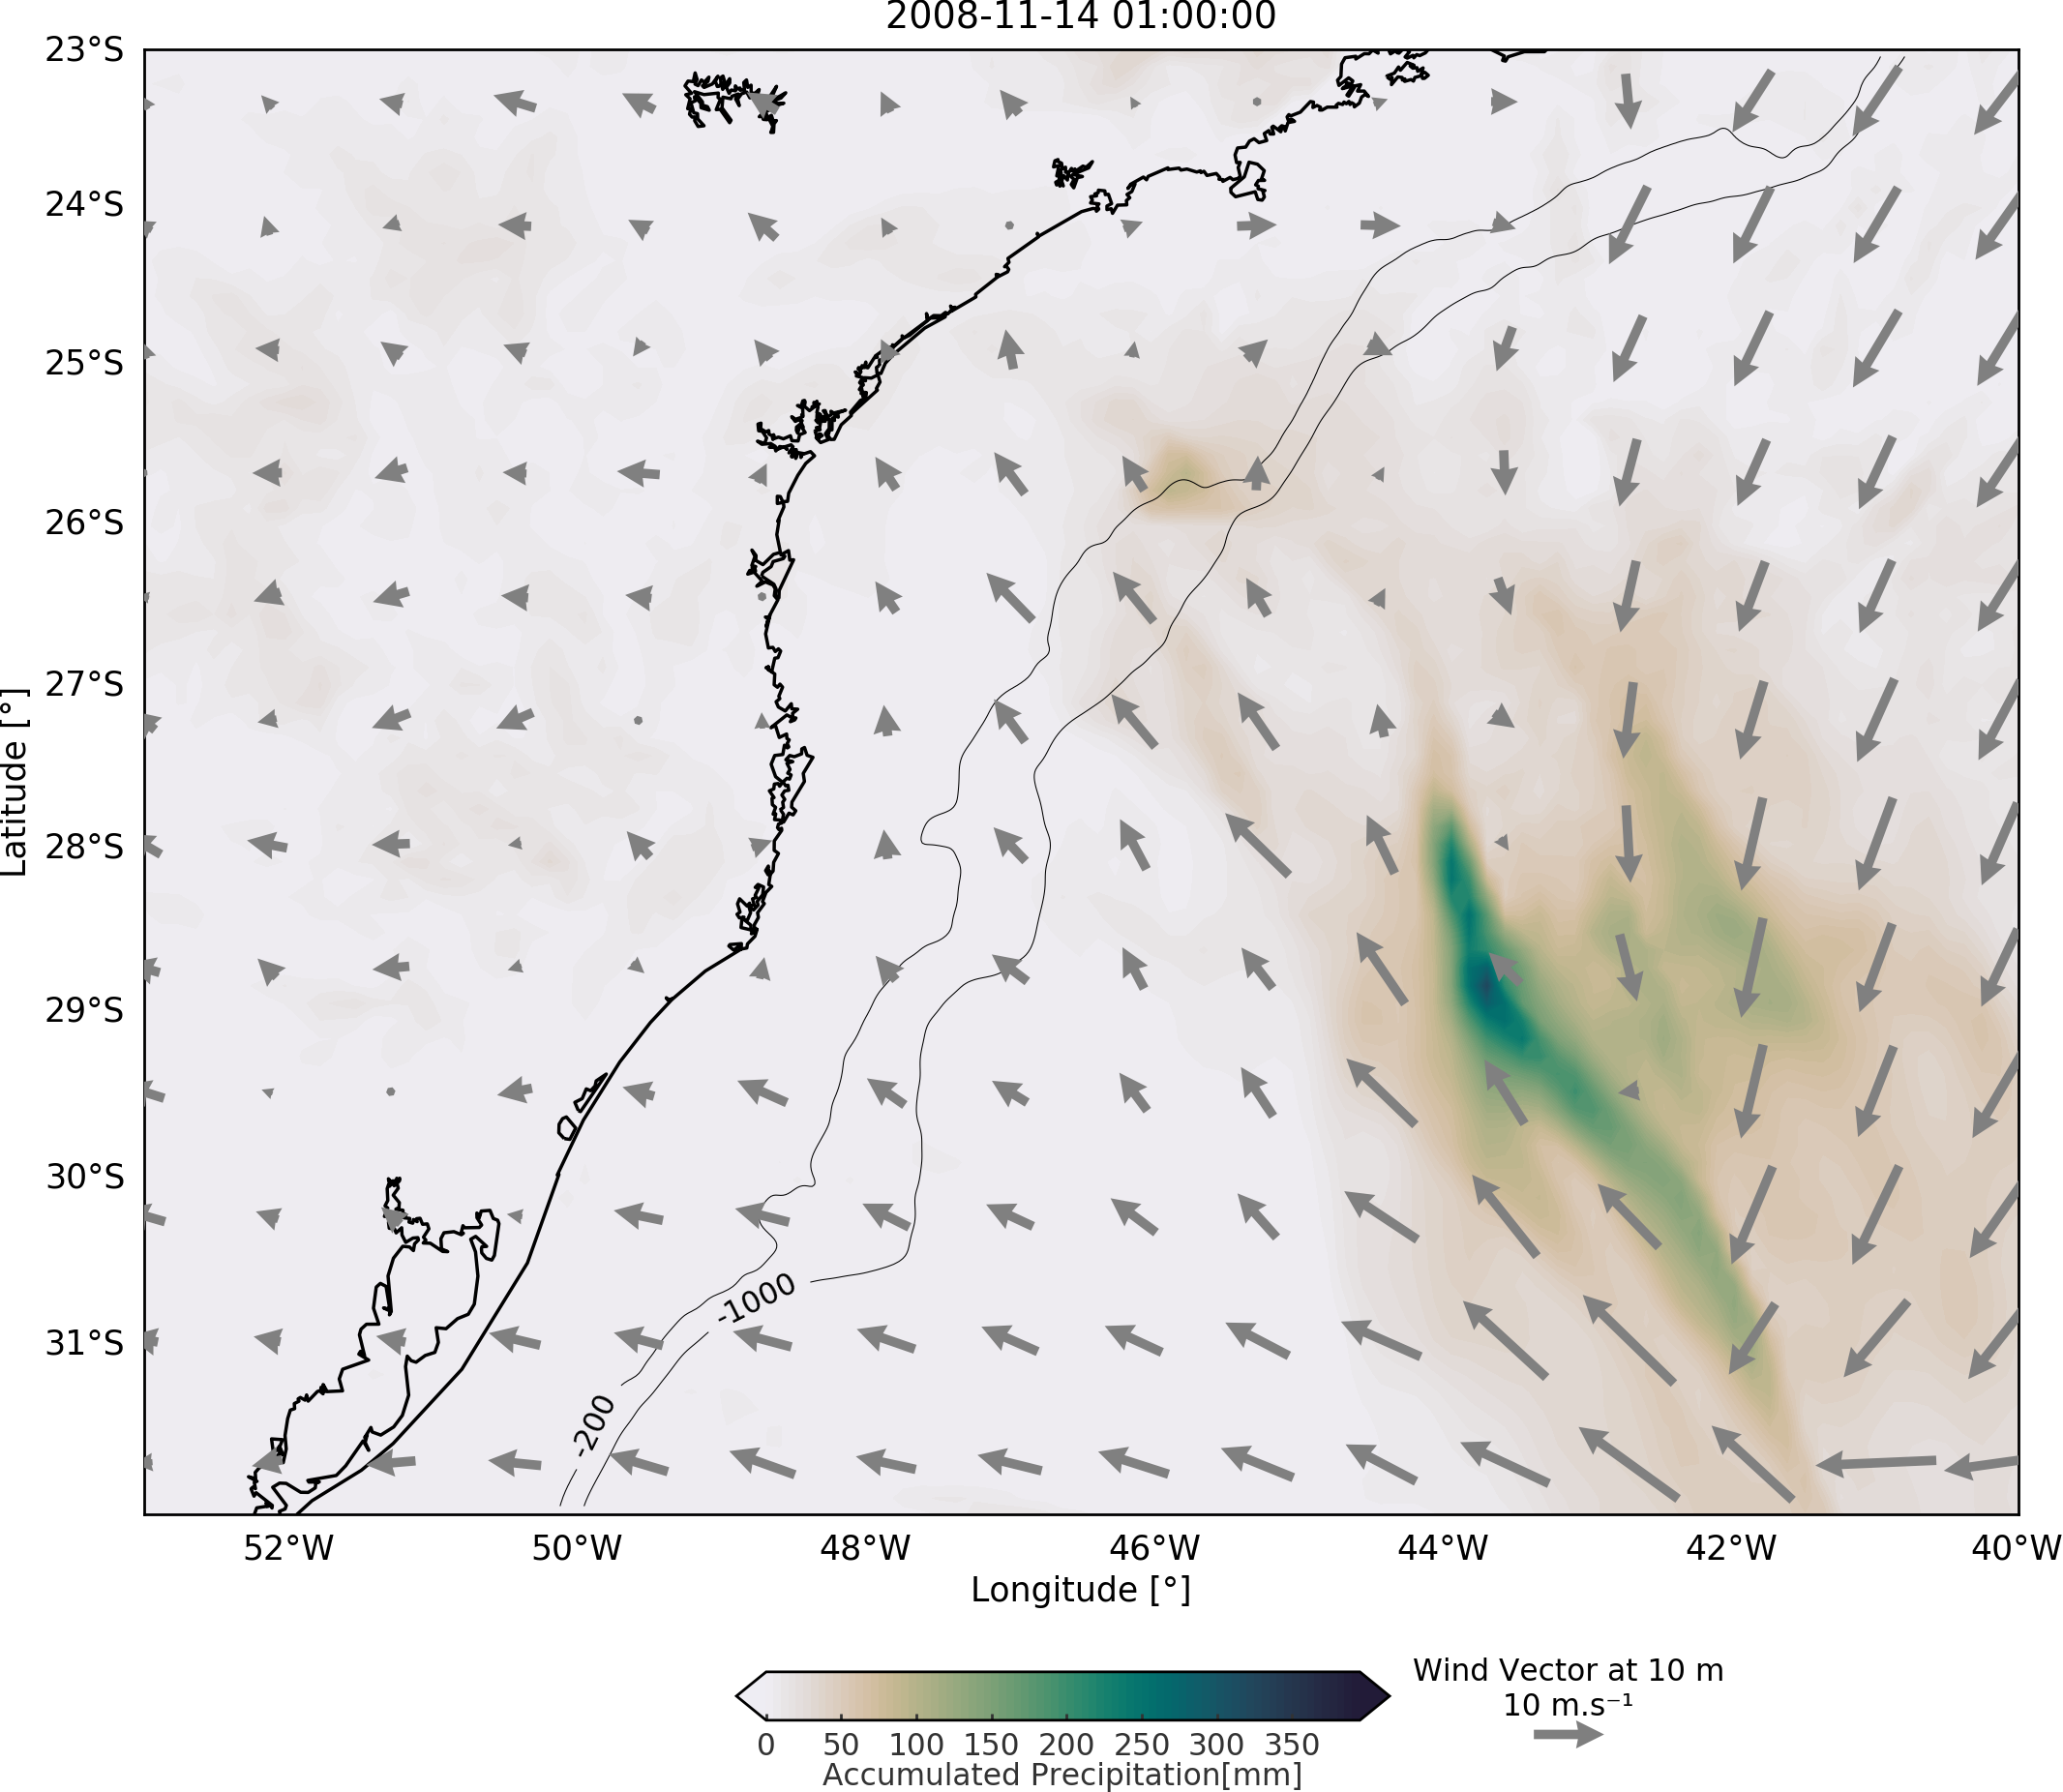 2008-11-14 01:00:00
23°S
24°S
25°S
26°S
27°S
28°S
29°S
30°S
31°S
Latitude [°]
-1000
-200
52°W 50°W 48°W 46°W 44°W 42°W 40°W
Longitude [°]
Wind Vector at 10 m
10 m.s⁻¹
0 50 100 150 200 250 300 350
Accumulated Precipitation[mm]